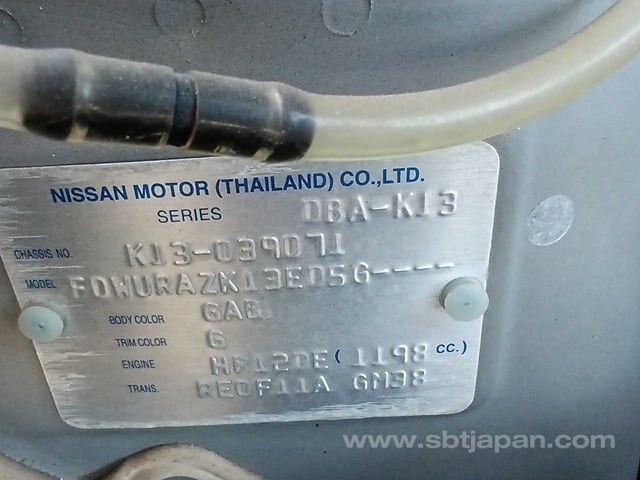 NISSAN MOTOR (THAILAND) CO.,LTD.
SERIES DBA-K13
CHASSIS NO. K13-039071
MODEL FDWURAZK13EDSG----
BODY COLOR GAB
TRIM COLOR G
ENGINE HR12DE ( 1198 CC.)
TRANS. RE0F11A GM38
www.sbtjapan.com